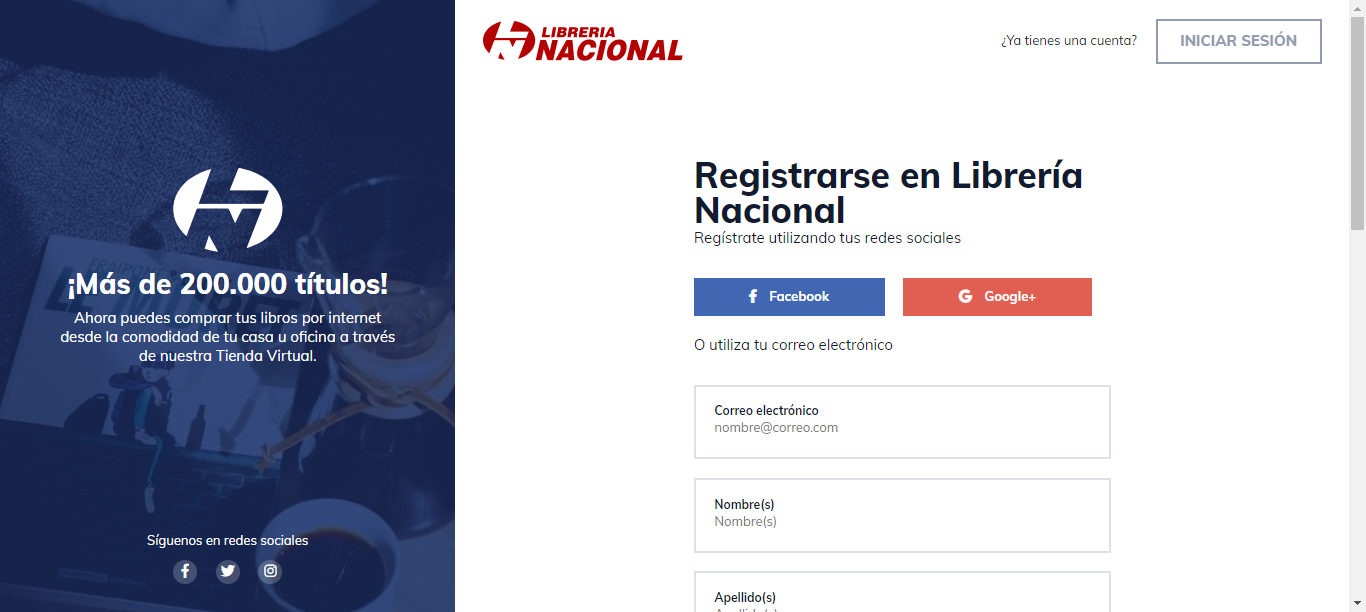 LIBRERIA
NACIONAL
¿Ya tienes una cuenta?
INICIAR SESIÓN
¡Más de 200.000 títulos!
Ahora puedes comprar tus libros por internet
desde la comodidad de tu casa u oficina a través
de nuestra Tienda Virtual.
Síguenos en redes sociales
Registrarse en Librería
Nacional
Regístrate utilizando tus redes sociales
Facebook
Google+
O utiliza tu correo electrónico
Correo electrónico
nombre@correo.com
Nombre(s)
Nombre(s)
Apellido(s)